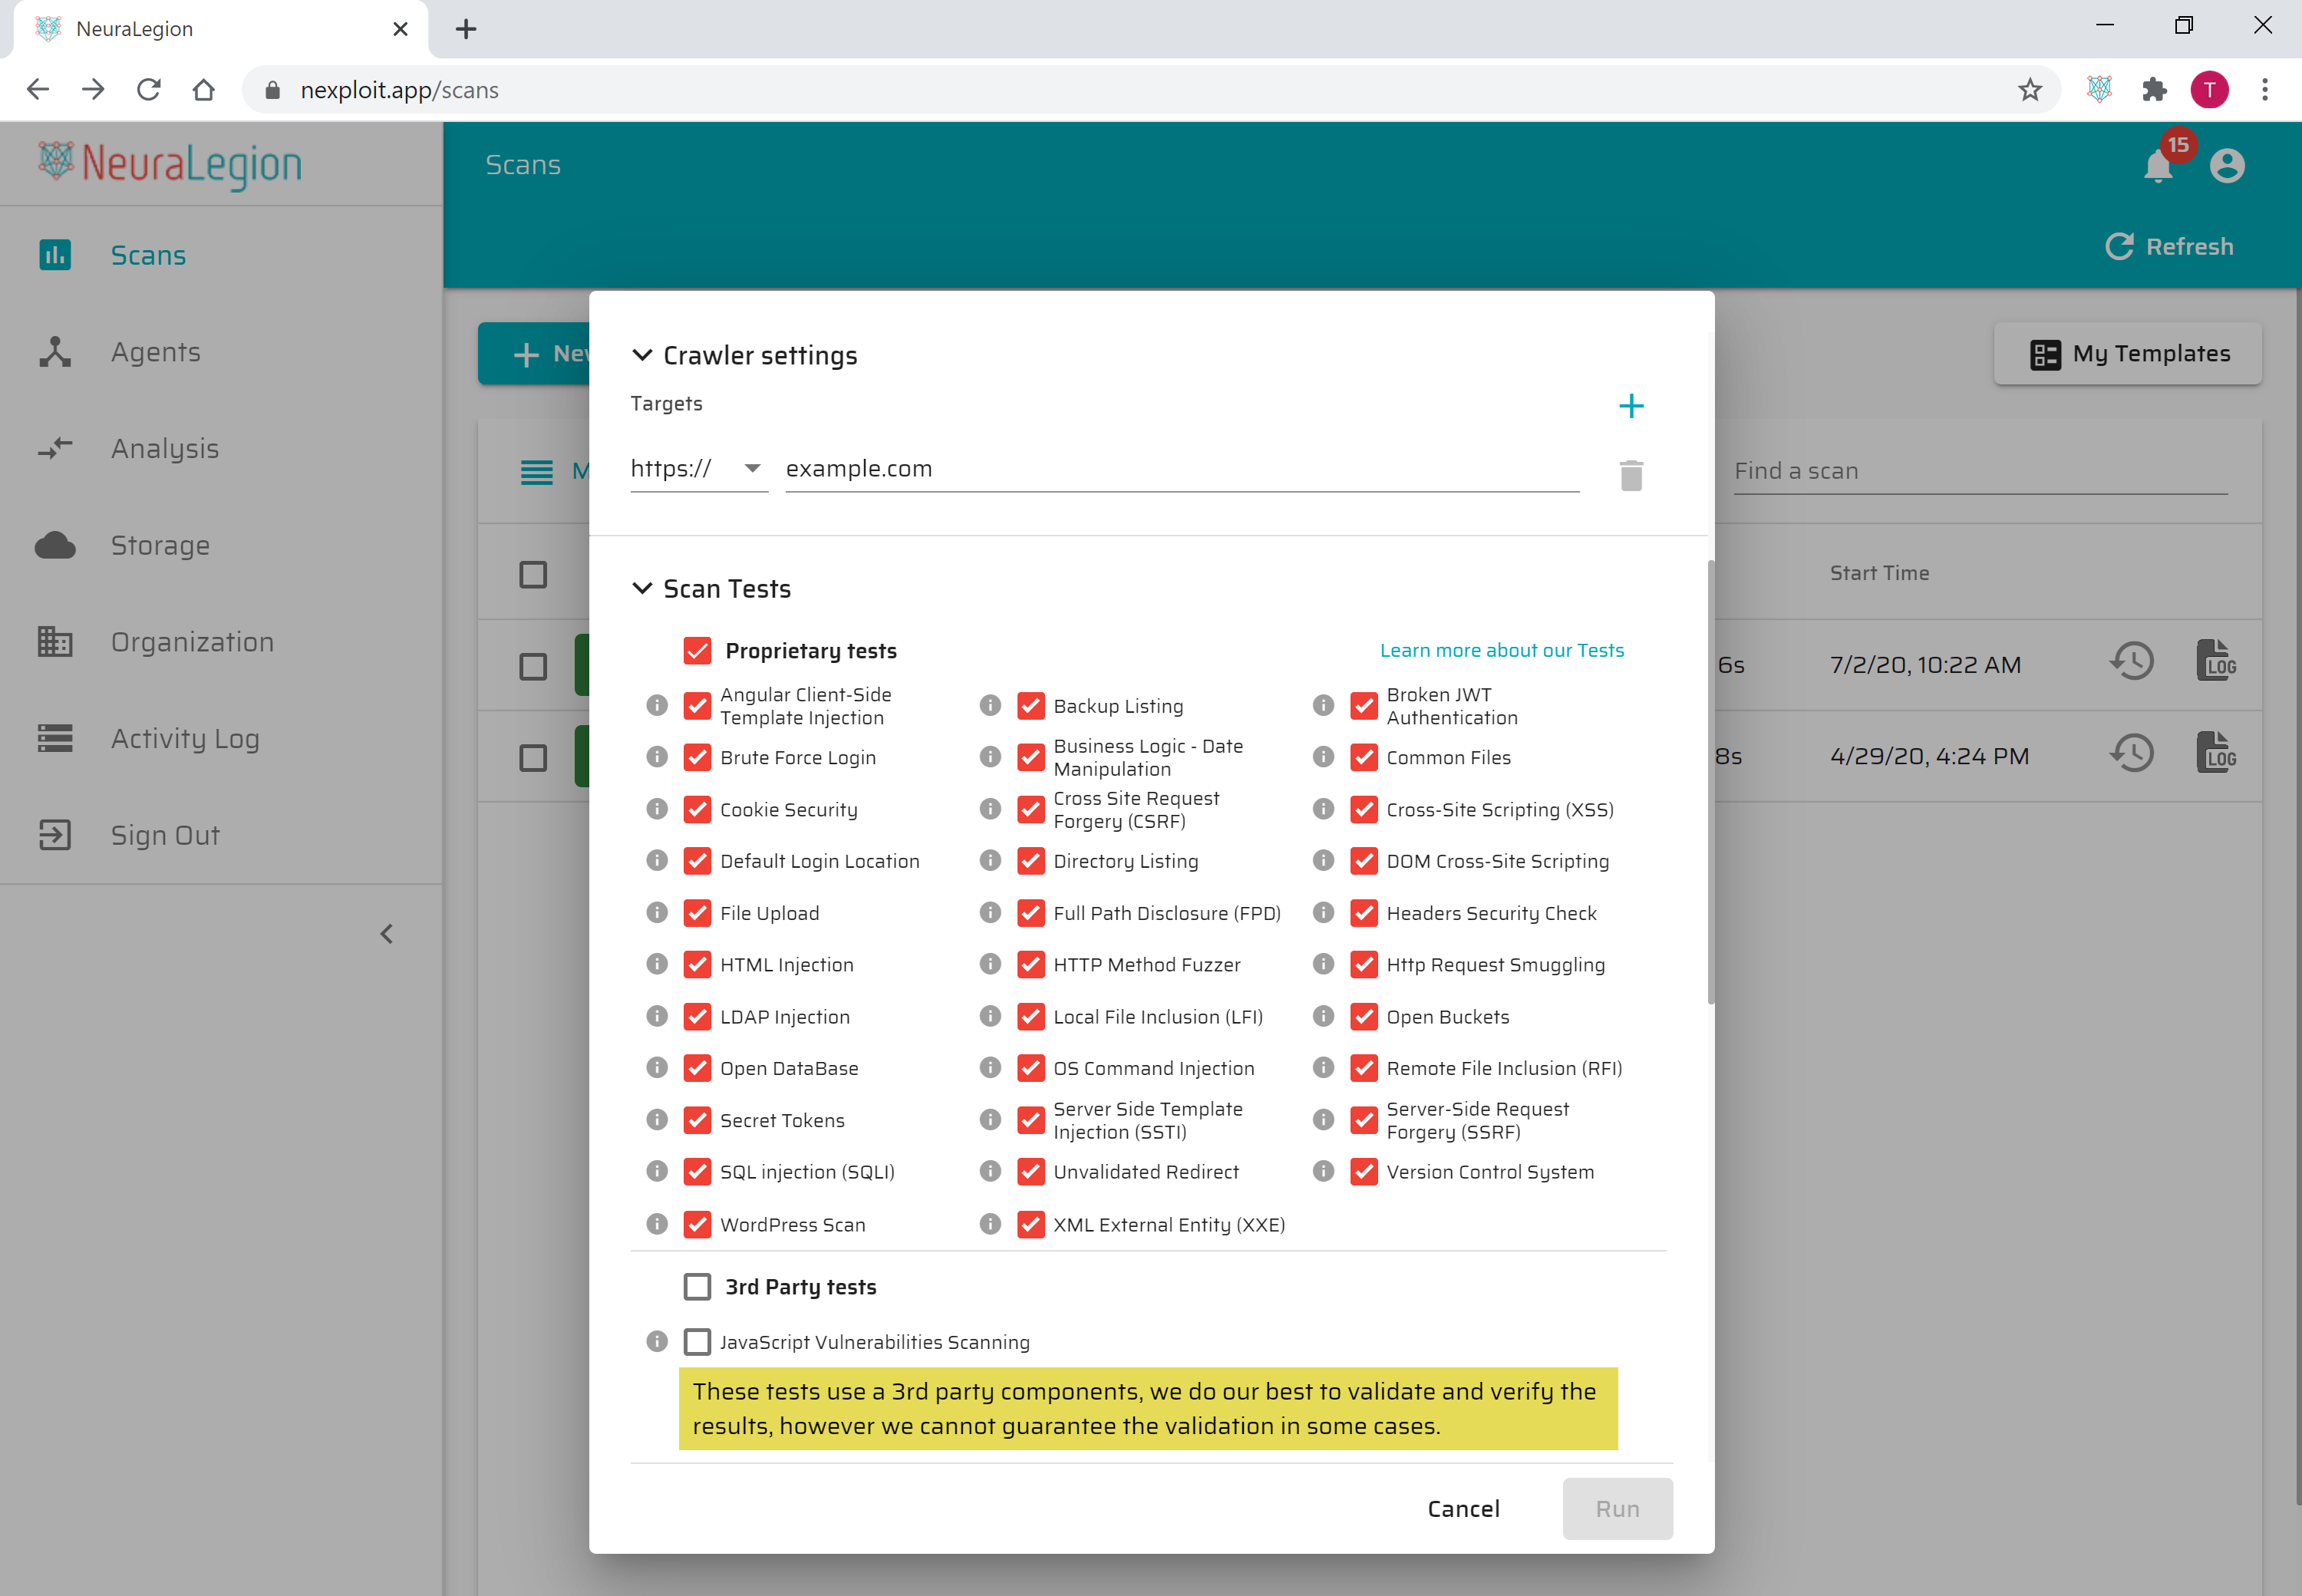 NeuraLegion
nexploit.app/scans
T
NeuraLegion
Scans
15
Refresh
Scans
Agents
Analysis
Storage
Organization
Activity Log
Sign Out
My Templates
Find a scan
Start Time
6s
7/2/20, 10:22 AM
LOG
8s
4/29/20, 4:24 PM
LOG
Crawler settings
Targets
https://
example.com
Scan Tests
Proprietary tests
Learn more about our Tests
Angular Client-Side
Template Injection
Backup Listing
Broken JWT
Authentication
Brute Force Login
Business Logic - Date
Manipulation
Common Files
Cookie Security
Cross Site Request
Forgery (CSRF)
Cross-Site Scripting (XSS)
Default Login Location
Directory Listing
DOM Cross-Site Scripting
File Upload
Full Path Disclosure (FPD)
Headers Security Check
HTML Injection
HTTP Method Fuzzer
Http Request Smuggling
LDAP Injection
Local File Inclusion (LFI)
Open Buckets
Open DataBase
OS Command Injection
Remote File Inclusion (RFI)
Secret Tokens
Server Side Template
Injection (SSTI)
Server-Side Request
Forgery (SSRF)
SQL injection (SQLI)
Unvalidated Redirect
Version Control System
WordPress Scan
XML External Entity (XXE)
3rd Party tests
JavaScript Vulnerabilities Scanning
These tests use a 3rd party components, we do our best to validate and verify the
results, however we cannot guarantee the validation in some cases.
Cancel
Run